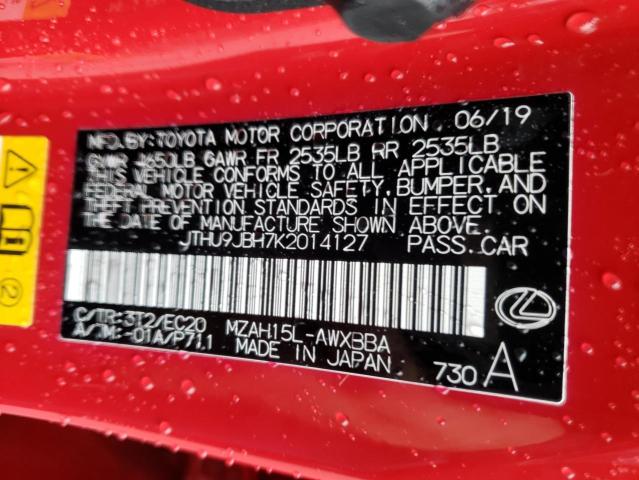 MFD. BY: TOYOTA MOTOR CORPORATION 06/19
GVWR 4650LB GAWR FR 2535LB RR 2535LB
THIS VEHICLE CONFORMS TO ALL APPLICABLE
FEDERAL MOTOR VEHICLE SAFETY, BUMPER, AND
THEFT PREVENTION STANDARDS IN EFFECT ON
THE DATE OF MANUFACTURE SHOWN ABOVE.
JTHU9JBH7K2014127 PASS.CAR
C/TR: 3T2/EC20 MZAH15L-AWXBBA
A/TM: -01A/P711 MADE IN JAPAN
730 A
2